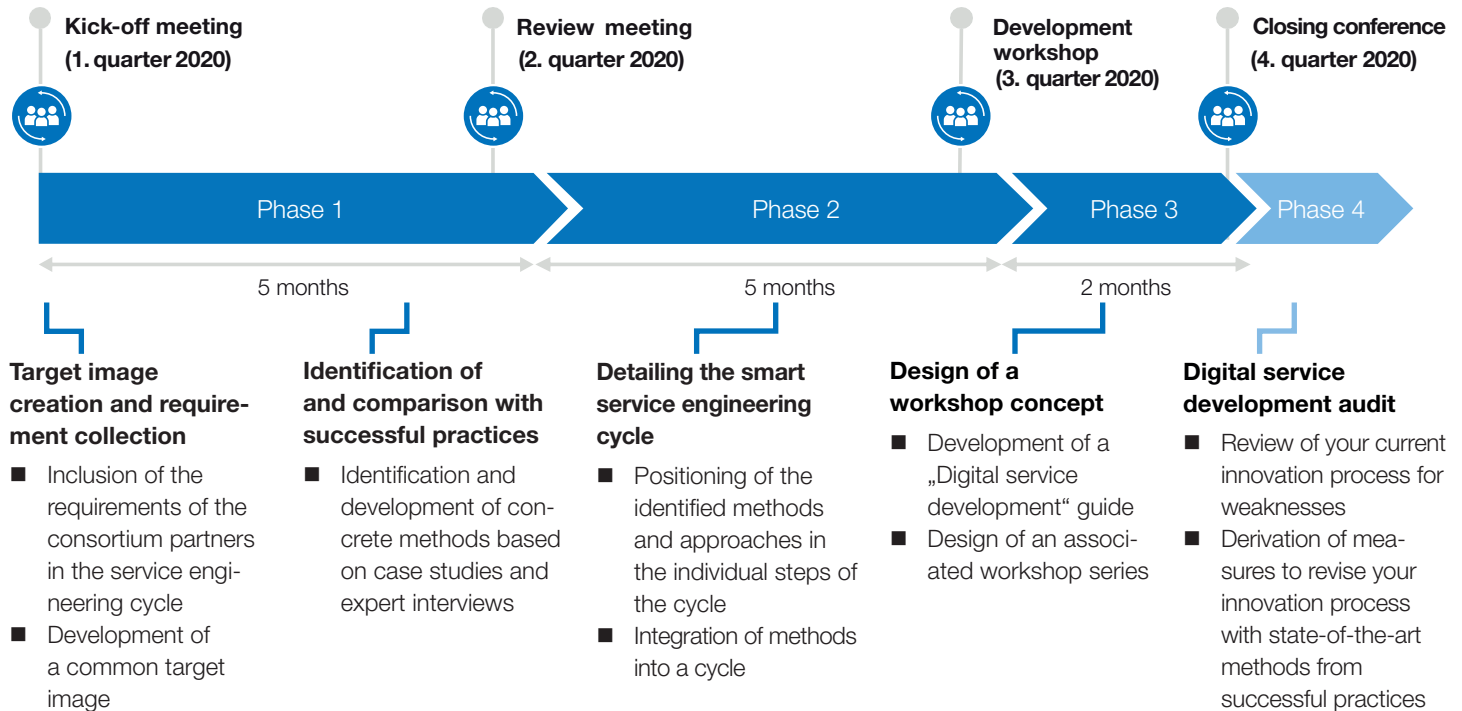 Kick-off meeting
(1. quarter 2020)
Review meeting
(2. quarter 2020)
Development
workshop
(3. quarter 2020)
Closing conference
(4. quarter 2020)
Phase 1
Phase 2
Phase 3
Phase 4
5 months
5 months
2 months
Target image
creation and require-
ment collection
■ Inclusion of the
requirements of the
consortium partners
in the service engi-
neering cycle
■ Development of
a common target
image
Identification of
and comparison with
successful practices
■ Identification and
development of con-
crete methods based
on case studies and
expert interviews
Detailing the smart
service engineering
cycle
■ Positioning of the
identified methods
and approaches in
the individual steps of
the cycle
■ Integration of methods
into a cycle
Design of a
workshop concept
■ Development of a
„Digital service
development“ guide
■ Design of an associ-
ated workshop series
Digital service
development audit
■ Review of your current
innovation process for
weaknesses
■ Derivation of mea-
sures to revise your
innovation process
with state-of-the-art
methods from
successful practices